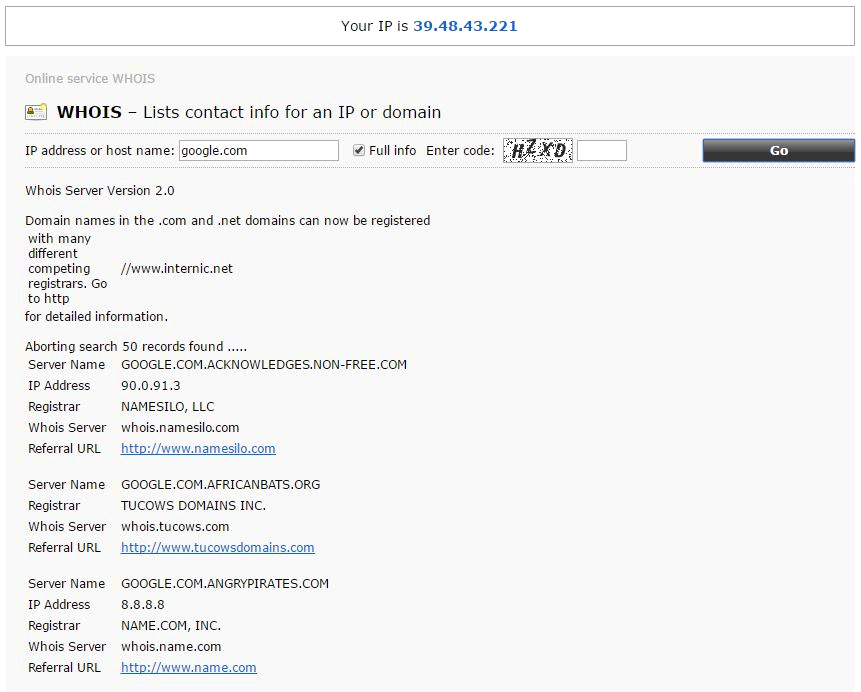 Your IP is 39.48.43.221
Online service WHOIS
WHOIS – Lists contact info for an IP or domain
IP address or host name: google.com Full info Enter code: HZXD Go
Whois Server Version 2.0
Domain names in the .com and .net domains can now be registered
with many
different
competing //www.internic.net
registrars. Go
to http
for detailed information.
Aborting search 50 records found .....
Server Name GOOGLE.COM.ACKNOWLEDGES.NON-FREE.COM
IP Address 90.0.91.3
Registrar NAMESILO, LLC
Whois Server whois.namesilo.com
Referral URL http://www.namesilo.com
Server Name GOOGLE.COM.AFRICANBATS.ORG
Registrar TUCOWS DOMAINS INC.
Whois Server whois.tucows.com
Referral URL http://www.tucowsdomains.com
Server Name GOOGLE.COM.ANGRYPIRATES.COM
IP Address 8.8.8.8
Registrar NAME.COM, INC.
Whois Server whois.name.com
Referral URL http://www.name.com